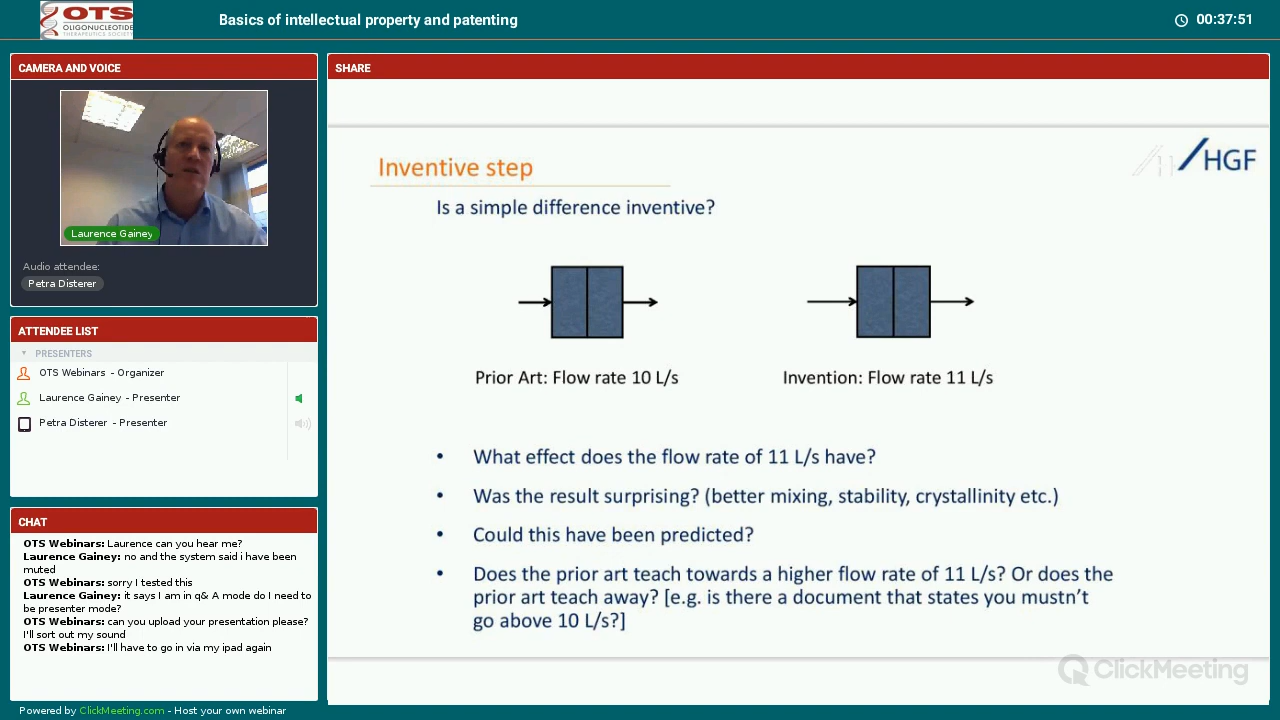 OTS
OLIGONUCLEOTIDE
THERAPEUTICS SOCIETY
Basics of intellectual property and patenting
00:37:51
CAMERA AND VOICE
Laurence Gainey
Audio attendee:
Petra Disterer
ATTENDEE LIST
PRESENTERS
OTS Webinars - Organizer
Laurence Gainey - Presenter
Petra Disterer - Presenter
CHAT
OTS Webinars: Laurence can you hear me?
Laurence Gainey: no and the system said i have been
muted
OTS Webinars: sorry I tested this
Laurence Gainey: it says I am in q& A mode do I need to
be presenter mode?
OTS Webinars: can you upload your presentation please?
I'll sort out my sound
OTS Webinars: I'll have to go in via my ipad again
Powered by ClickMeeting.com - Host your own webinar
SHARE
HGF
Inventive step
Is a simple difference inventive?
Prior Art: Flow rate 10 L/s
Invention: Flow rate 11 L/s
• What effect does the flow rate of 11 L/s have?
• Was the result surprising? (better mixing, stability, crystallinity etc.)
• Could this have been predicted?
• Does the prior art teach towards a higher flow rate of 11 L/s? Or does the
prior art teach away? [e.g. is there a document that states you mustn't
go above 10 L/s?]
ClickMeeting